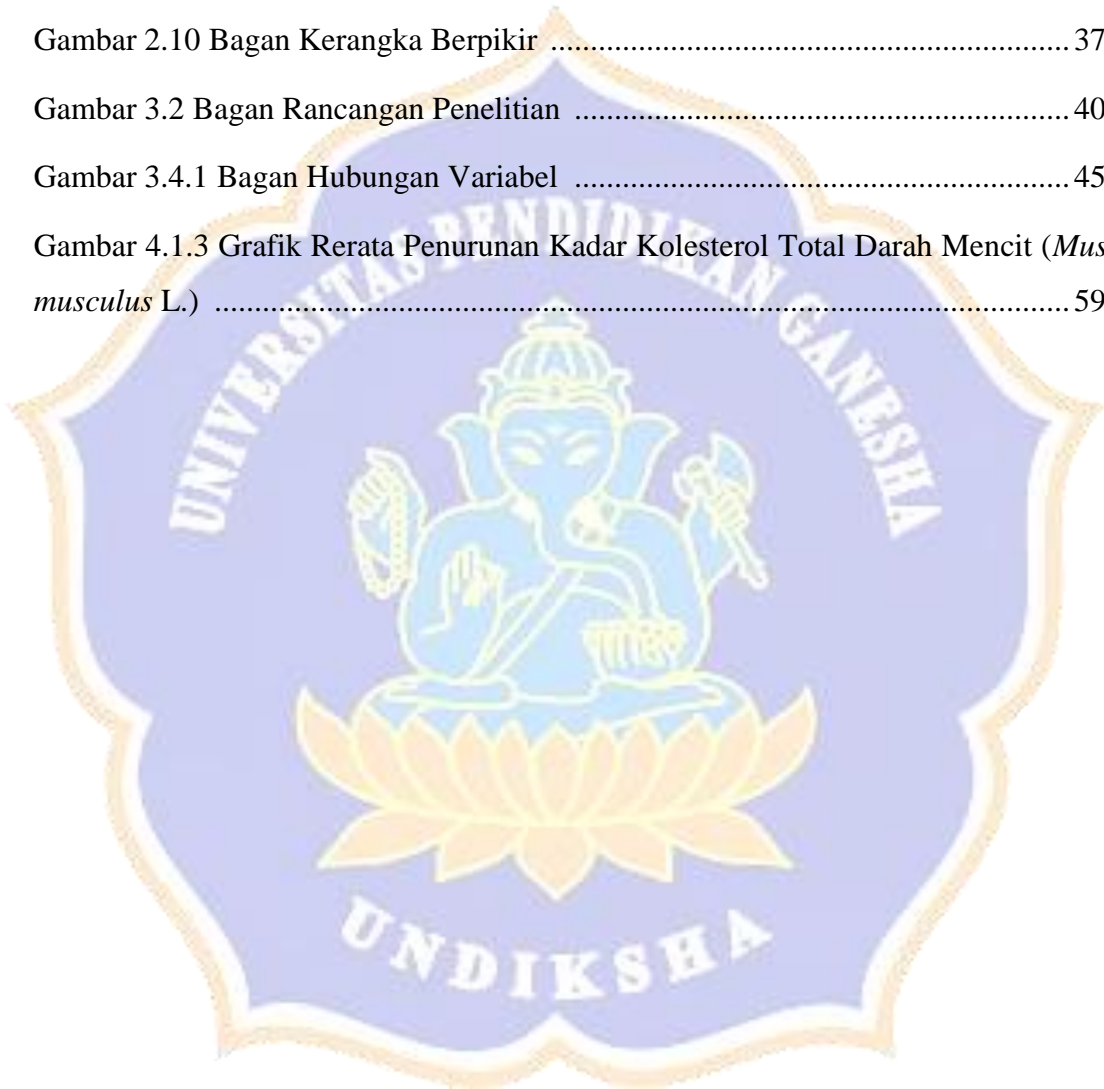 Gambar 2.10 Bagan Kerangka Berpikir ................................................................................ 37
Gambar 3.2 Bagan Rancangan Penelitian ............................................................................ 40
Gambar 3.4.1 Bagan Hubungan Variabel ............................................................................ 45
Gambar 4.1.3 Grafik Rerata Penurunan Kadar Kolesterol Total Darah Mencit (Mus
musculus L.) ............................................................................................................. 59
UNIVERSITAS PENDIDIKAN GANESHA
UNDIKSHA